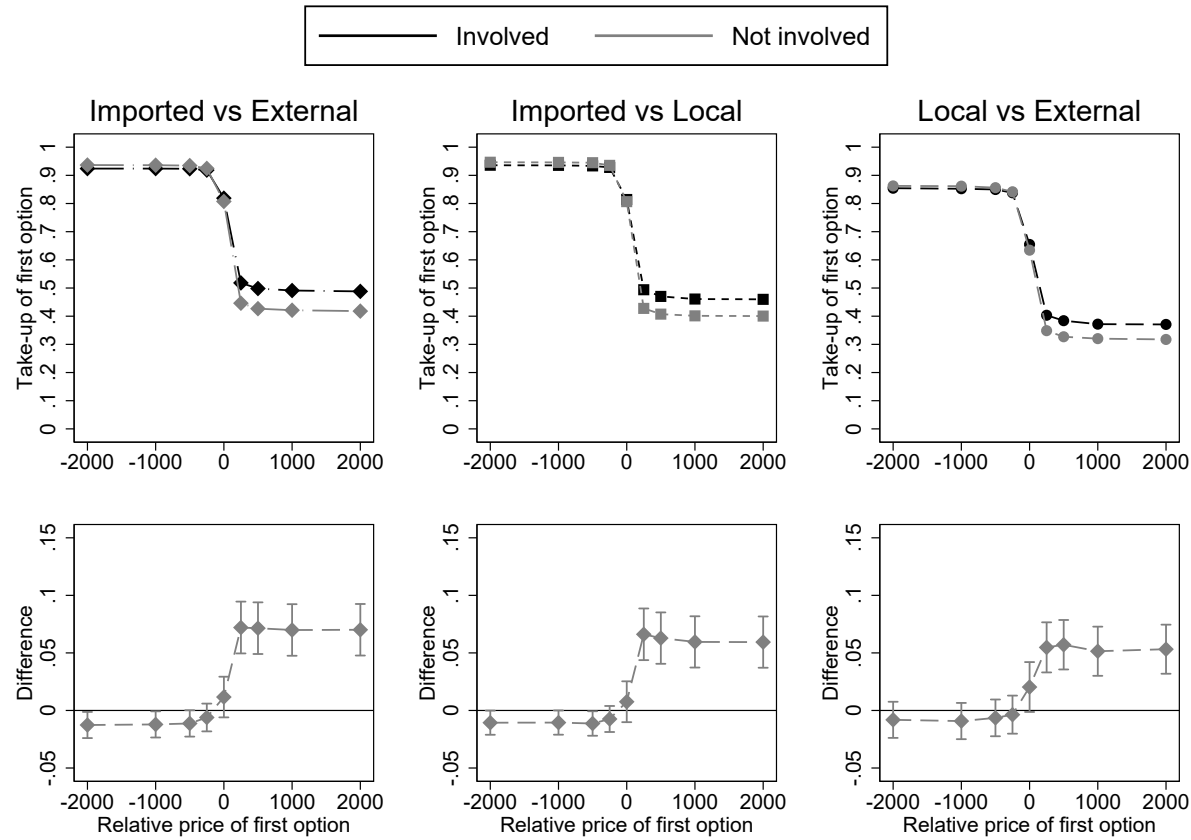 Involved Not involved
Imported vs External Imported vs Local Local vs External
Take-up of first option
0 .1 .2 .3 .4 .5 .6 .7 .8 .9 1
-2000 -1000 0 1000 2000
Take-up of first option
0 .1 .2 .3 .4 .5 .6 .7 .8 .9 1
-2000 -1000 0 1000 2000
Take-up of first option
0 .1 .2 .3 .4 .5 .6 .7 .8 .9 1
-2000 -1000 0 1000 2000
Difference
-.05 0 .05 .1 .15
-2000 -1000 0 1000 2000
Relative price of first option
Difference
-.05 0 .05 .1 .15
-2000 -1000 0 1000 2000
Relative price of first option
Difference
-.05 0 .05 .1 .15
-2000 -1000 0 1000 2000
Relative price of first option